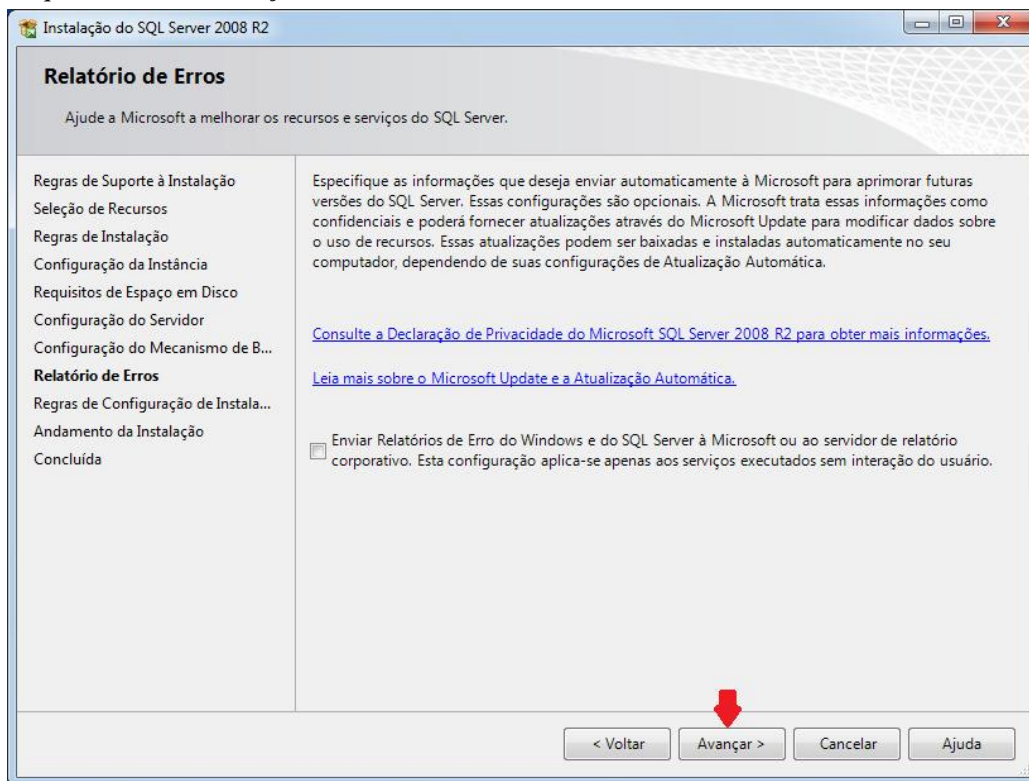 Instalação do SQL Server 2008 R2
Relatório de Erros
Ajude a Microsoft a melhorar os recursos e serviços do SQL Server.
Regras de Suporte à Instalação
Seleção de Recursos
Regras de Instalação
Configuração da Instância
Requisitos de Espaço em Disco
Configuração do Servidor
Configuração do Mecanismo de B...
Relatório de Erros
Regras de Configuração de Instala...
Andamento da Instalação
Concluída
Especifique as informações que deseja enviar automaticamente à Microsoft para aprimorar futuras
versões do SQL Server. Essas configurações são opcionais. A Microsoft trata essas informações como
confidenciais e poderá fornecer atualizações através do Microsoft Update para modificar dados sobre
o uso de recursos. Essas atualizações podem ser baixadas e instaladas automaticamente no seu
computador, dependendo de suas configurações de Atualização Automática.
Consulte a Declaração de Privacidade do Microsoft SQL Server 2008 R2 para obter mais informações.
Leia mais sobre o Microsoft Update e a Atualização Automática.
Enviar Relatórios de Erro do Windows e do SQL Server à Microsoft ou ao servidor de relatório
corporativo. Esta configuração aplica-se apenas aos serviços executados sem interação do usuário.
< Voltar
Avançar >
Cancelar
Ajuda